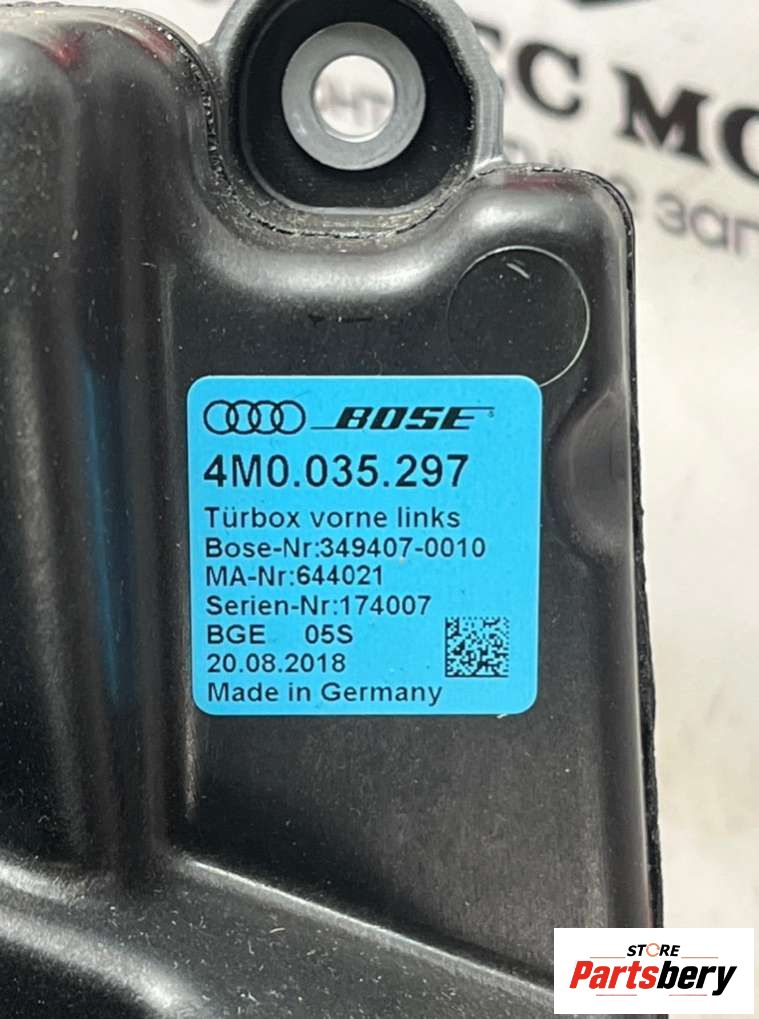 BOSE
4M0.035.297
Türbox vorne links
Bose-Nr:349407-0010
MA-Nr:644021
Serien-Nr:174007
BGE 05S
20.08.2018
Made in Germany
STORE
Partsbery